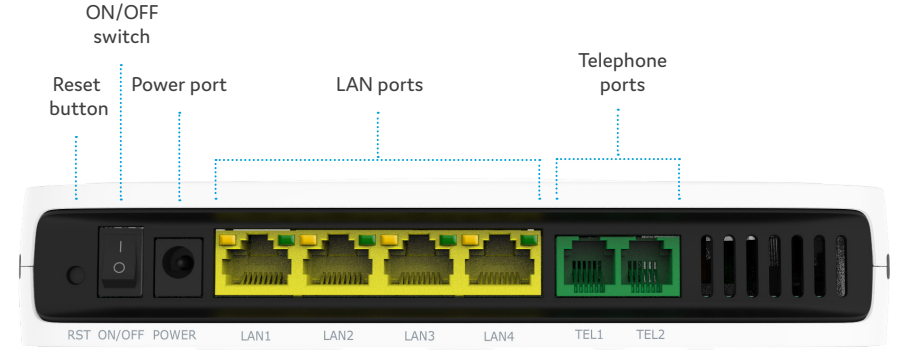 ON/OFF
switch
Reset
button
Power port
LAN ports
Telephone
ports
RST ON/OFF POWER LAN1 LAN2 LAN3 LAN4 TEL1 TEL2